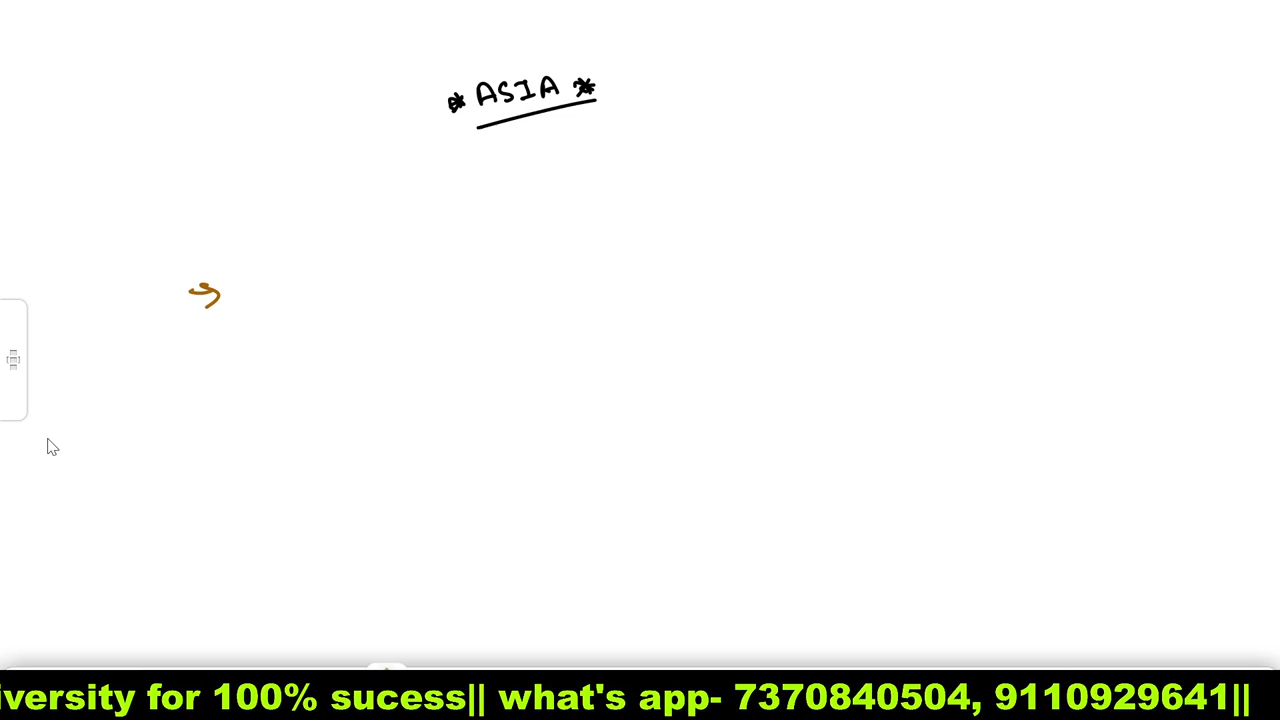 * ASIA *
iversity for 100% sucess|| what's app- 7370840504, 9110929641||